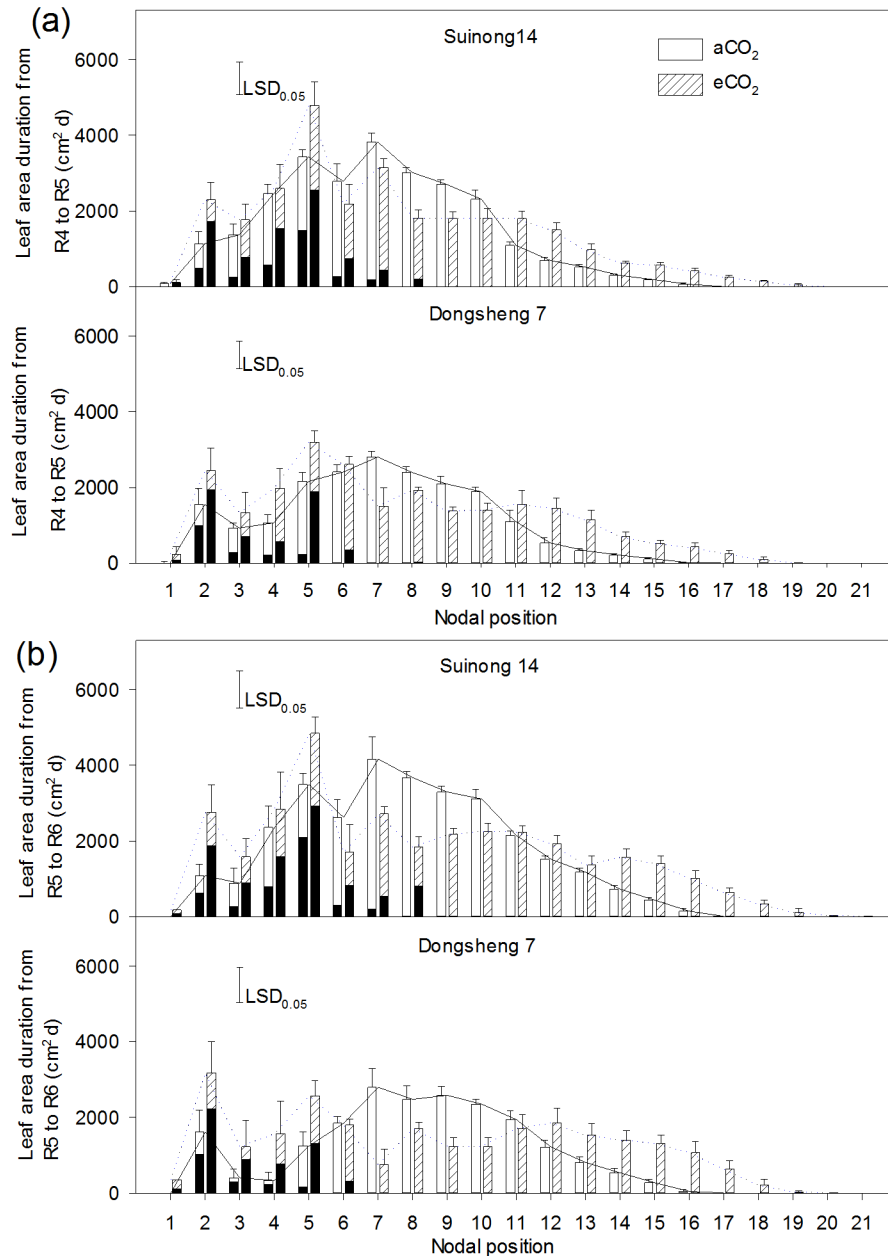 (a)
Suinong14
aCO₂
eCO₂
LSD₀.₀₅
Leaf area duration from
R4 to R5 (cm² d)
6000
4000
2000
0
Dongsheng 7
LSD₀.₀₅
Leaf area duration from
R4 to R5 (cm² d)
6000
4000
2000
0
1 2 3 4 5 6 7 8 9 10 11 12 13 14 15 16 17 18 19 20 21
Nodal position
(b)
Suinong 14
LSD₀.₀₅
Leaf area duration from
R5 to R6 (cm² d)
6000
4000
2000
0
Dongsheng 7
LSD₀.₀₅
Leaf area duration from
R5 to R6 (cm² d)
6000
4000
2000
0
1 2 3 4 5 6 7 8 9 10 11 12 13 14 15 16 17 18 19 20 21
Nodal position